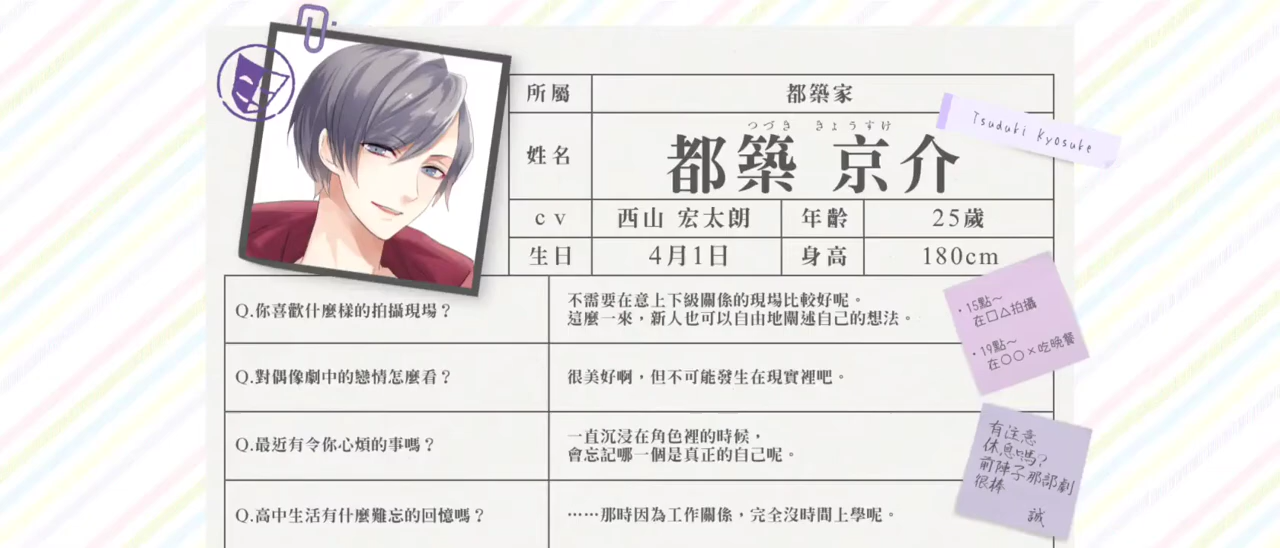 所屬
都築家
姓名
つづき きょうすけ
都築 京介
Tsuduki Kyosuke
cv
西山 宏太朗
年齡
25歲
生日
4月1日
身高
180cm
Q.你喜歡什麼樣的拍攝現場？
不需要在意上下級關係的現場比較好呢。
這麼一來，新人也可以自由地闡述自己的想法。
・15點～
在□△拍攝
・19點～
在○○×吃晚餐
Q.對偶像劇中的戀情怎麼看？
很美好啊，但不可能發生在現實裡吧。
Q.最近有令你心煩的事嗎？
一直沉浸在角色裡的時候，
會忘記哪一個是真正的自己呢。
有注意
休息嗎？
前陣子那部劇
很棒
誠
Q.高中生活有什麼難忘的回憶嗎？
……那時因為工作關係，完全沒時間上學呢。